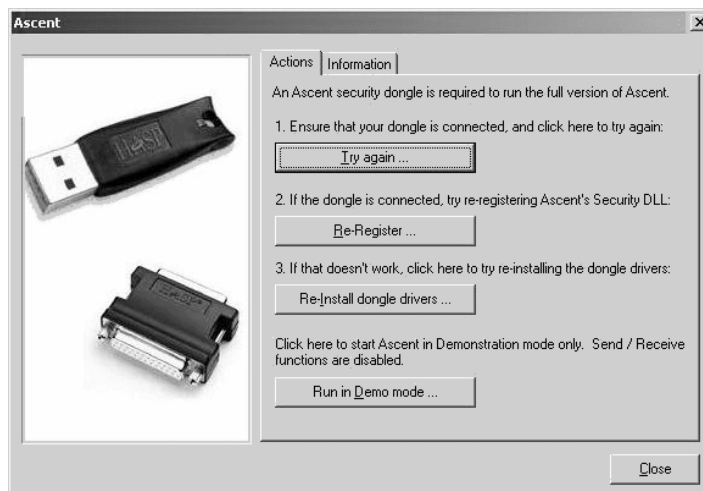 Ascent
Actions
Information
An Ascent security dongle is required to run the full version of Ascent.
1. Ensure that your dongle is connected, and click here to try again:
Try again ...
2. If the dongle is connected, try re-registering Ascent's Security DLL:
Re-Register ...
3. If that doesn't work, click here to try re-installing the dongle drivers:
Re-Install dongle drivers ...
Click here to start Ascent in Demonstration mode only. Send / Receive
functions are disabled.
Run in Demo mode ...
Close
HASP
HASP